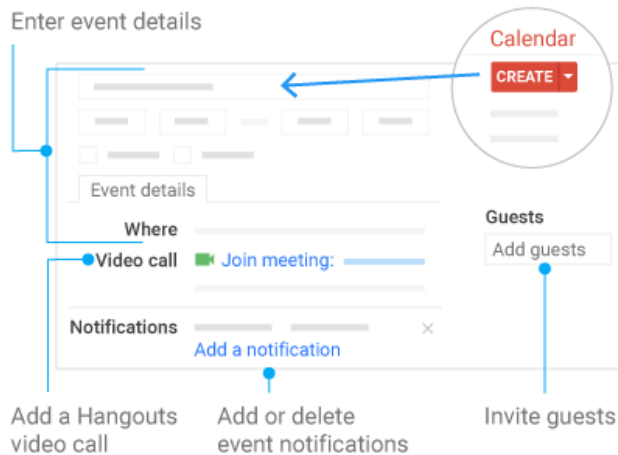 Enter event details
Calendar
CREATE
Event details
Where
Guests
Video call
Join meeting:
Add guests
Notifications
Add a notification
Add a Hangouts
video call
Add or delete
event notifications
Invite guests